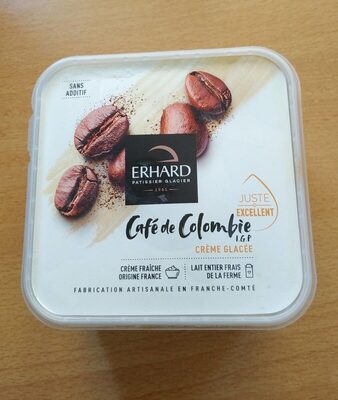 SANS
ADDITIF
ERHARD
PATISSIER GLACIER
1945
JUSTE
EXCELLENT
Café de Colombie
I.G.P
CRÈME GLACÉE
CRÈME FRAÎCHE
ORIGINE FRANCE
LAIT ENTIER FRAIS
DE LA FERME
FABRICATION ARTISANALE EN FRANCHE-COMTÉ